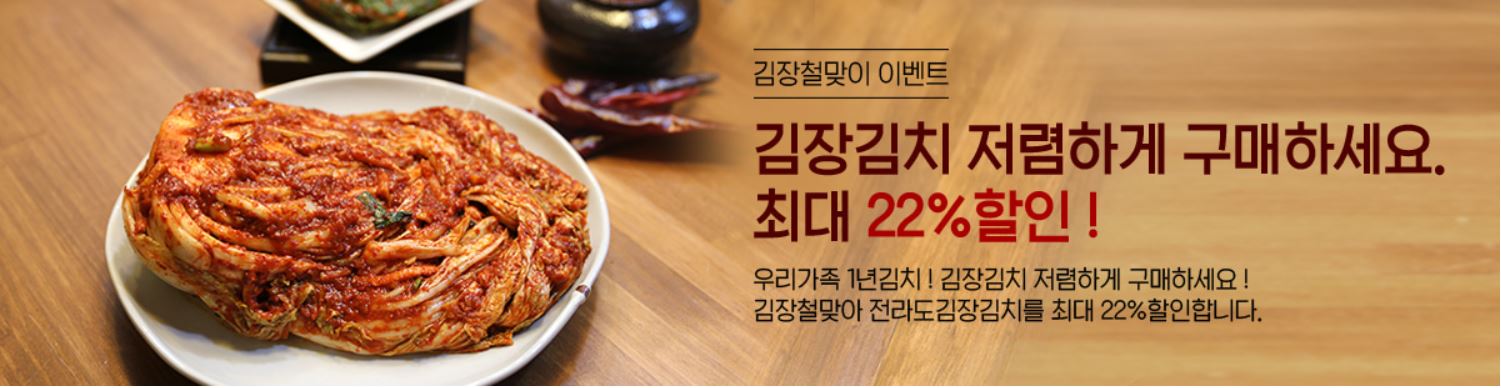 김장철맞이 이벤트
김장김치 저렴하게 구매하세요.
최대 22%할인 !
우리가족 1년김치 ! 김장김치 저렴하게 구매하세요 !
김장철맞아 전라도김장김치를 최대 22%할인합니다.